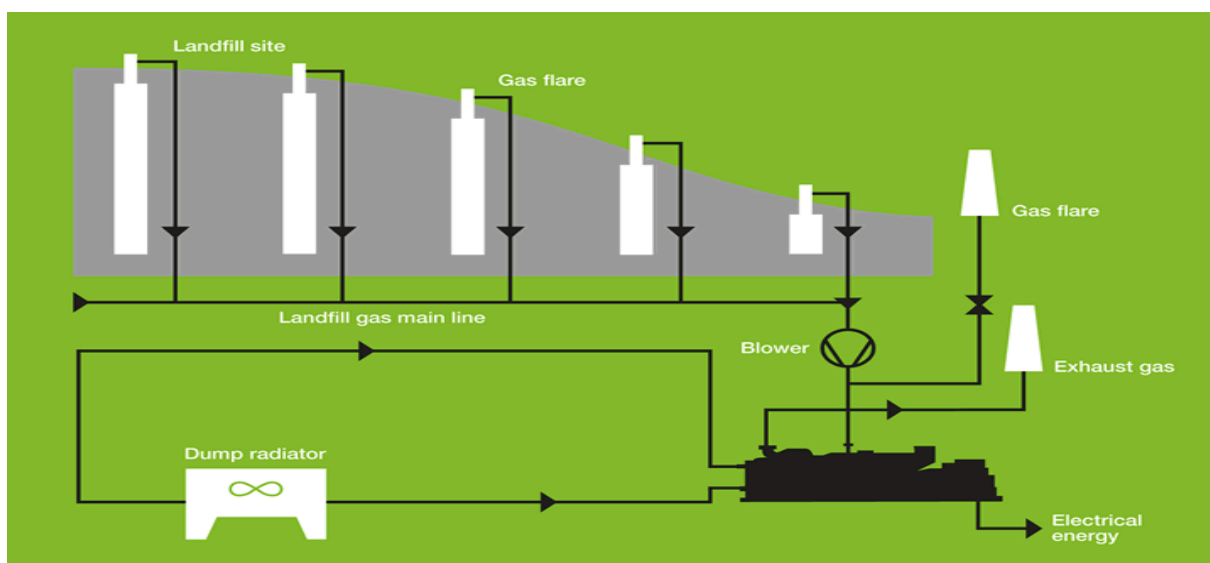 Landfill site
Gas flare
Gas flare
Landfill gas main line
Blower
Exhaust gas
Dump radiator
Electrical
energy